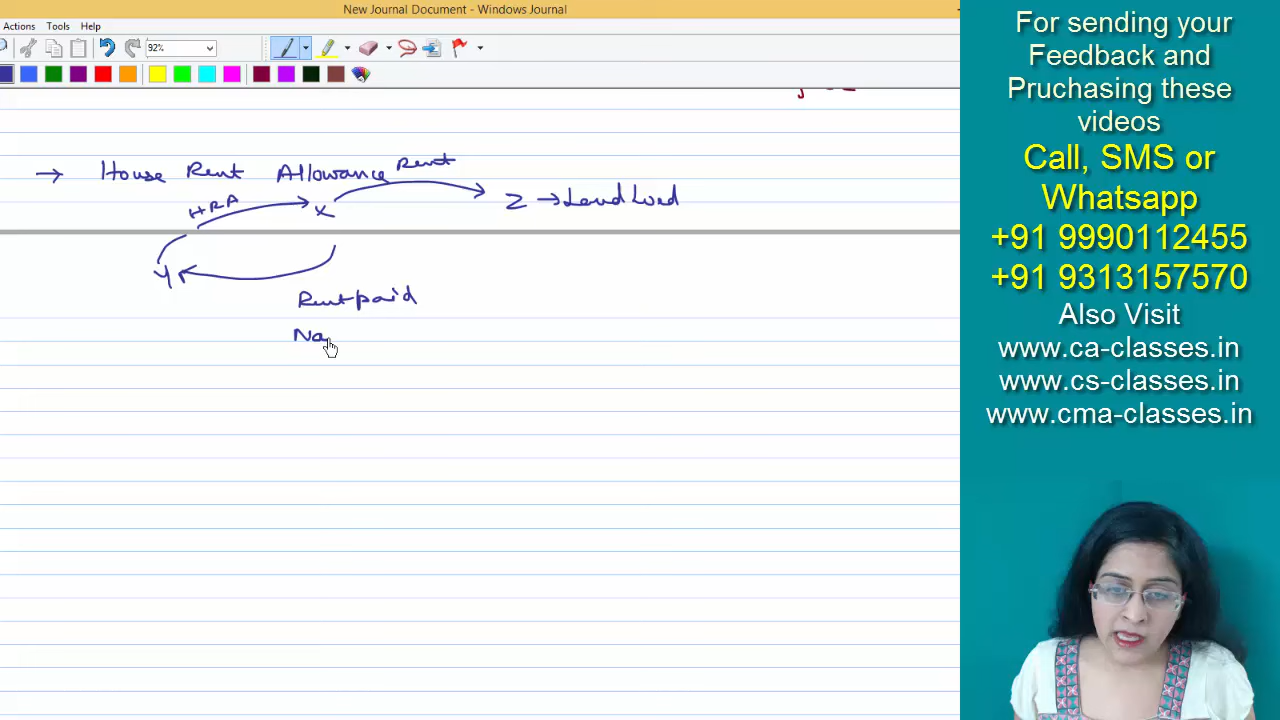 New Journal Document - Windows Journal
Actions Tools Help
92%
→ House Rent Allowance
Rent
HRA
X
Z → Land Load
Y
Rent paid
Na
For sending your
Feedback and
Pruchasing these
videos
Call, SMS or
Whatsapp
+91 9990112455
+91 9313157570
Also Visit
www.ca-classes.in
www.cs-classes.in
www.cma-classes.in